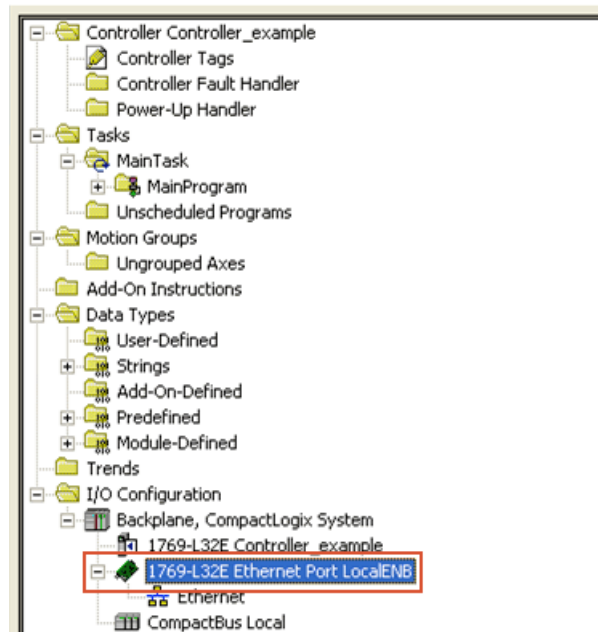 Controller Controller_example
Controller Tags
Controller Fault Handler
Power-Up Handler
Tasks
MainTask
MainProgram
Unscheduled Programs
Motion Groups
Ungrouped Axes
Add-On Instructions
Data Types
User-Defined
Strings
Add-On-Defined
Predefined
Module-Defined
Trends
I/O Configuration
Backplane, CompactLogix System
1769-L32E Controller_example
1769-L32E Ethernet Port LocalENB
Ethernet
CompactBus Local